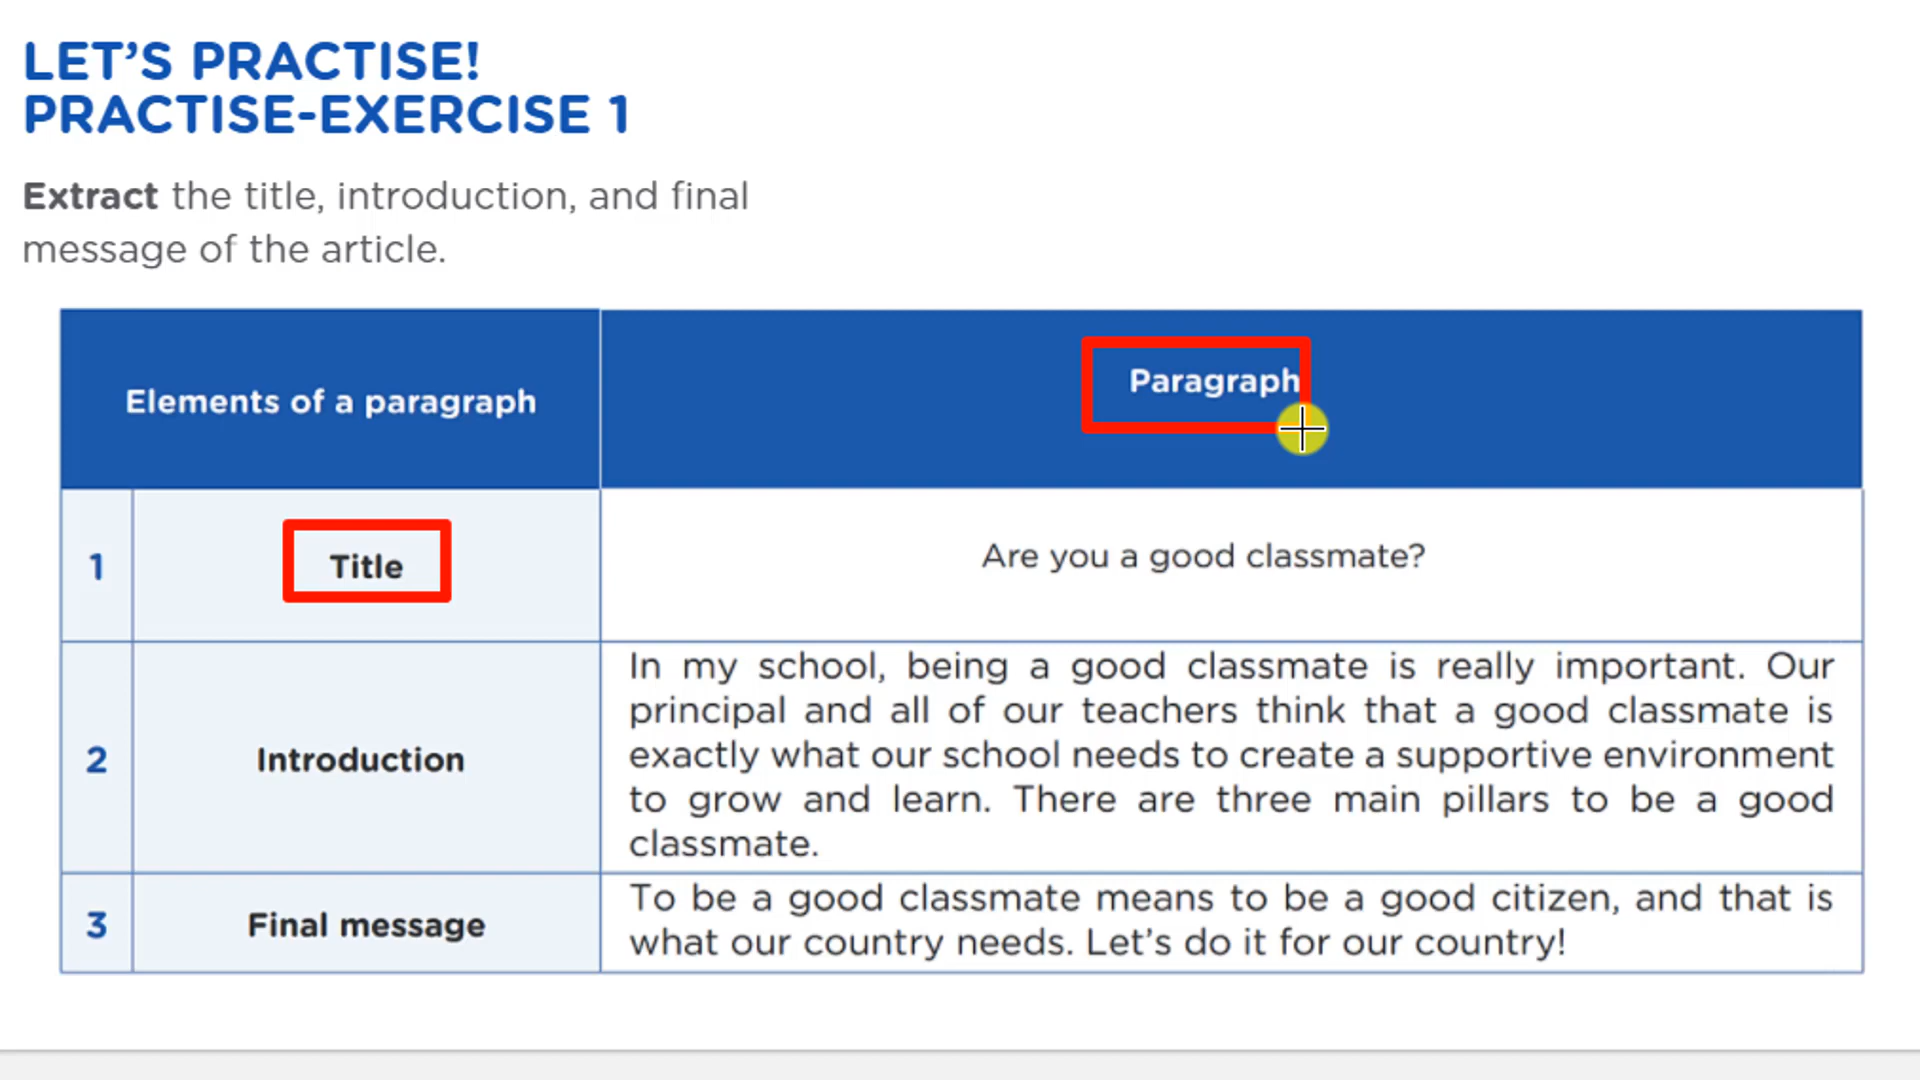 LET’S PRACTISE!
PRACTISE-EXERCISE 1
Extract the title, introduction, and final
message of the article.
Elements of a paragraph
Paragraph
1
Title
Are you a good classmate?
2
Introduction
In my school, being a good classmate is really important. Our
principal and all of our teachers think that a good classmate is
exactly what our school needs to create a supportive environment
to grow and learn. There are three main pillars to be a good
classmate.
3
Final message
To be a good classmate means to be a good citizen, and that is
what our country needs. Let’s do it for our country!